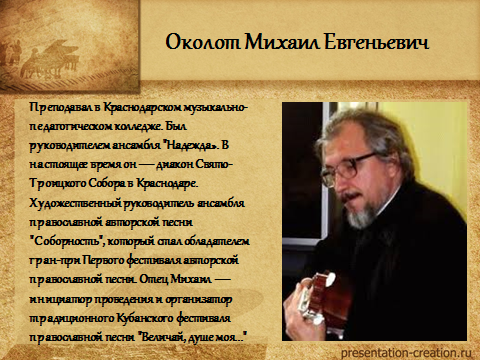 Околот Михаил Евгеньевич
Преподавал в Краснодарском музыкально-
педагогическом колледже. Был
руководителем ансамбля "Надежда». В
настоящее время он — диакон Свято-
Троицкого Собора в Краснодаре.
Художественный руководитель ансамбля
православной авторской песни
"Соборность", который стал обладателем
гран-при Первого фестиваля авторской
православной песни. Отец Михаил —
инициатор проведения и организатор
традиционного Кубанского фестиваля
православной песни "Величай, душе моя..."
presentation-creation.ru